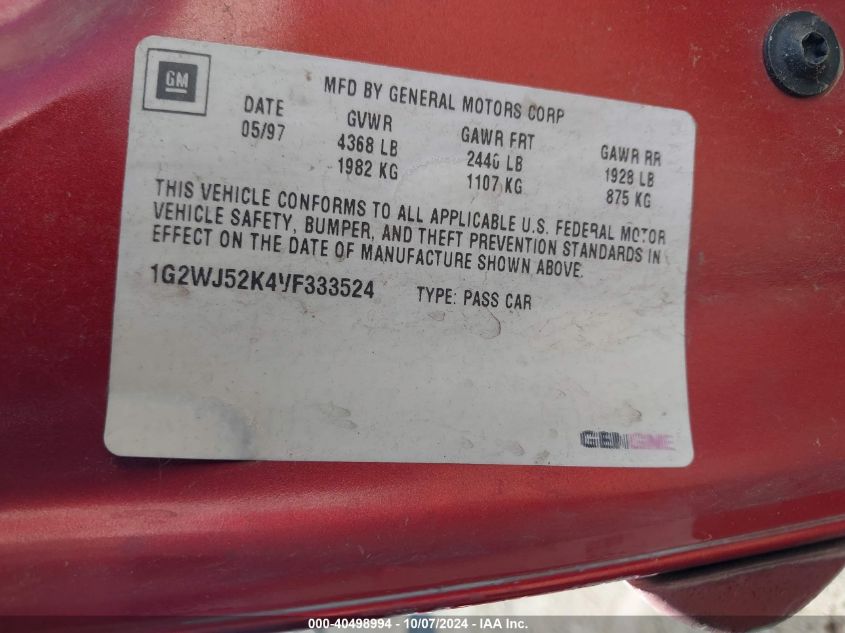 GM
MFD BY GENERAL MOTORS CORP
DATE GVWR GAWR FRT GAWR RR
05/97 4368 LB 2440 LB 1928 LB
1982 KG 1107 KG 875 KG
THIS VEHICLE CONFORMS TO ALL APPLICABLE U.S. FEDERAL MOTOR
VEHICLE SAFETY, BUMPER, AND THEFT PREVENTION STANDARDS IN
EFFECT ON THE DATE OF MANUFACTURE SHOWN ABOVE.
1G2WJ52K4VF333524 TYPE: PASS CAR
000-40498994 - 10/07/2024 - IAAI.com